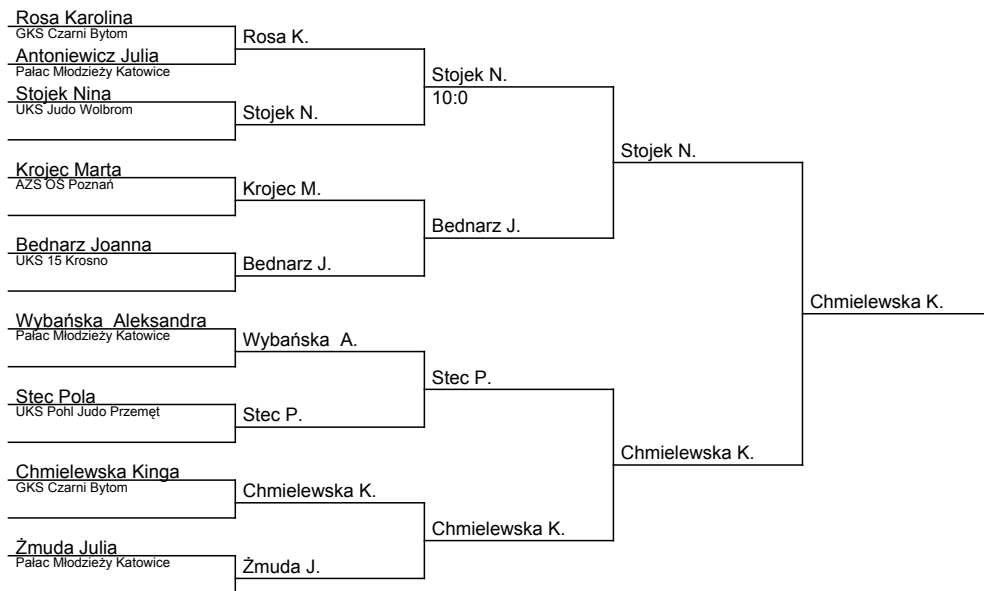 Rosa Karolina
GKS Czarni Bytom
Antoniewicz Julia
Pałac Młodzieży Katowice
Stojek Nina
UKS Judo Wolbrom
Krojec Marta
AZS OŚ Poznań
Bednarz Joanna
UKS 15 Krosno
Wybańska  Aleksandra
Pałac Młodzieży Katowice
Stec Pola
UKS Pohl Judo Przemęt
Chmielewska Kinga
GKS Czarni Bytom
Żmuda Julia
Pałac Młodzieży Katowice
Rosa K.
Stojek N.
Krojec M.
Bednarz J.
Wybańska  A.
Stec P.
Chmielewska K.
Żmuda J.
Stojek N.
10:0
Bednarz J.
Stec P.
Chmielewska K.
Stojek N.
Chmielewska K.
Chmielewska K.